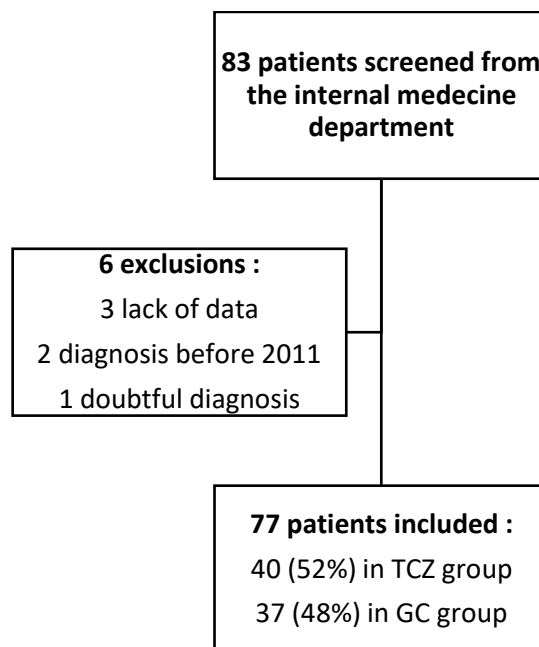 83 patients screened from
the internal medecine
department
6 exclusions :
3 lack of data
2 diagnosis before 2011
1 doubtful diagnosis
77 patients included :
40 (52%) in TCZ group
37 (48%) in GC group